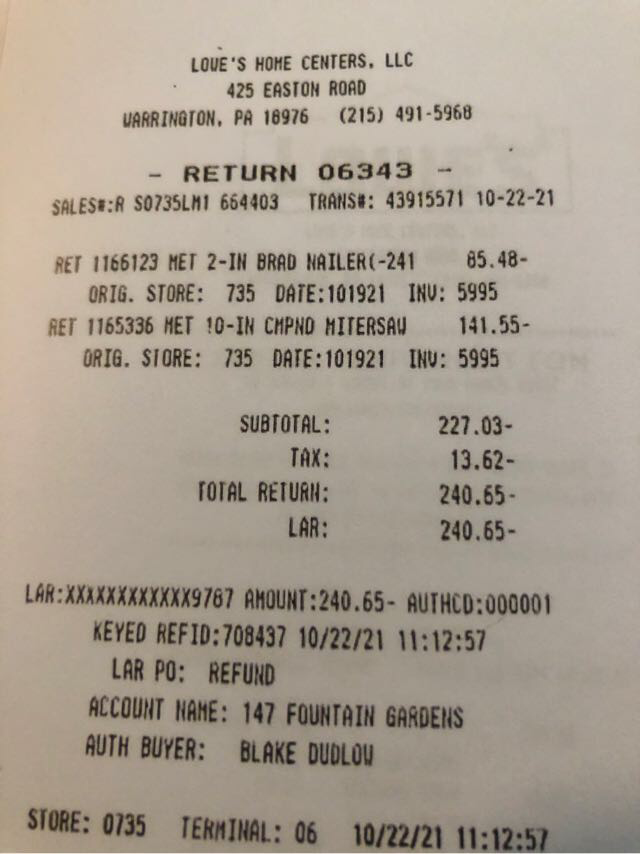 LOWE'S HOME CENTERS, LLC
425 EASTON ROAD
WARRINGTON, PA 18976 (215) 491-5968
- RETURN 06343 -
SALES#:R S0735LM1 664403 TRANS#: 43915571 10-22-21
RET 1166123 MET 2-IN BRAD NAILER(-241 85.48-
ORIG. STORE: 735 DATE:101921 INV: 5995
RET 1165336 MET 10-IN CMPND MITERSAW 141.55-
ORIG. STORE: 735 DATE:101921 INV: 5995
SUBTOTAL: 227.03-
TAX: 13.62-
TOTAL RETURN: 240.65-
LAR: 240.65-
LAR:XXXXXXXXXXXX9787 AMOUNT:240.65- AUTHCD:000001
KEYED REFID:708437 10/22/21 11:12:57
LAR PO: REFUND
ACCOUNT NAME: 147 FOUNTAIN GARDENS
AUTH BUYER: BLAKE DUDLOW
STORE: 0735 TERMINAL: 06 10/22/21 11:12:57